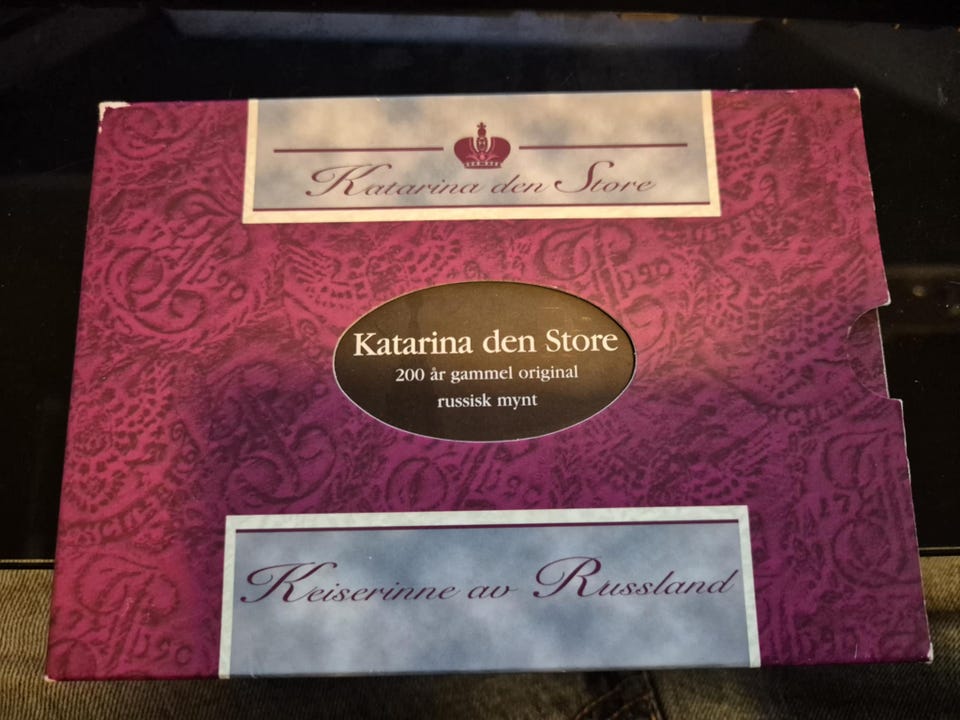 Katarina den Store
Katarina den Store
200 år gammel original
russisk mynt
Keiserinne av Russland